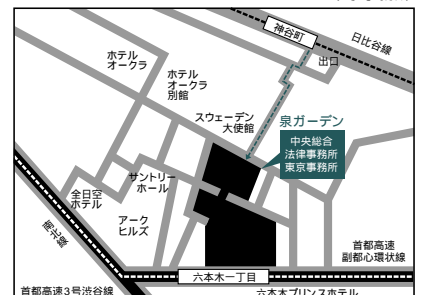 神谷町
日比谷線
出口
ホテル
オークラ
ホテル
オークラ
別館
スウェーデン
大使館
泉ガーデン
中央総合
法律事務所
東京事務所
サントリー
ホール
全日空
ホテル
アーク
ヒルズ
南北線
首都高速
副都心環状線
六本木一丁目
首都高速3号渋谷線
六本木プリンスホテル